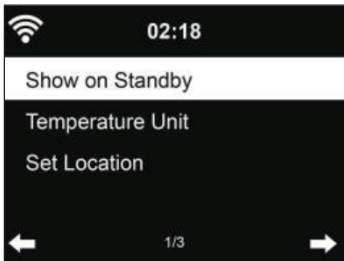 02:18
Show on Standby
Temperature Unit
Set Location
1/3